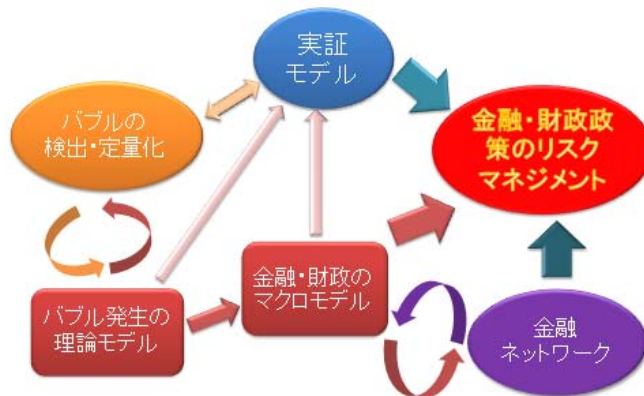 実証
モデル
バブルの
検出・定量化
金融・財政政
策のリスク
マネジメント
金融・財政の
マクロモデル
バブル発生の
理論モデル
金融
ネットワーク